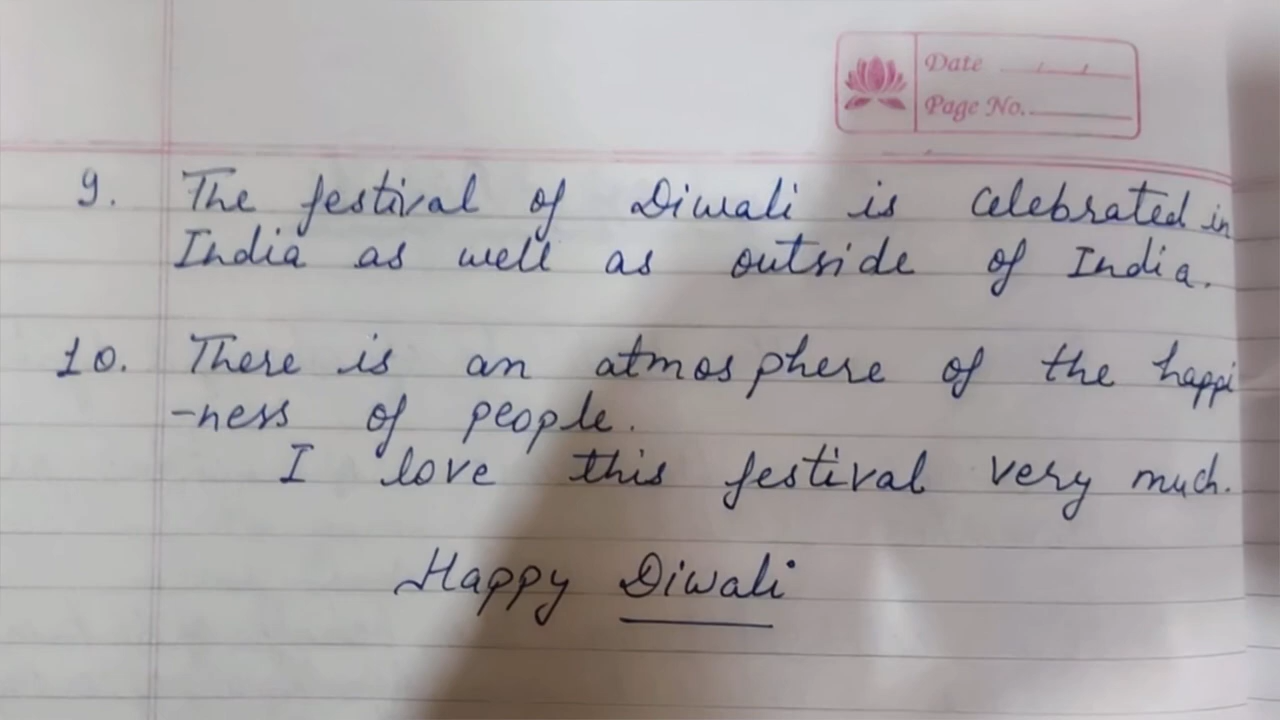 Date
Page No.
9. The festival of Diwali is celebrated in
India as well as outside of India.
10. There is an atmosphere of the happi
-ness of people.
I love this festival very much.
Happy Diwali